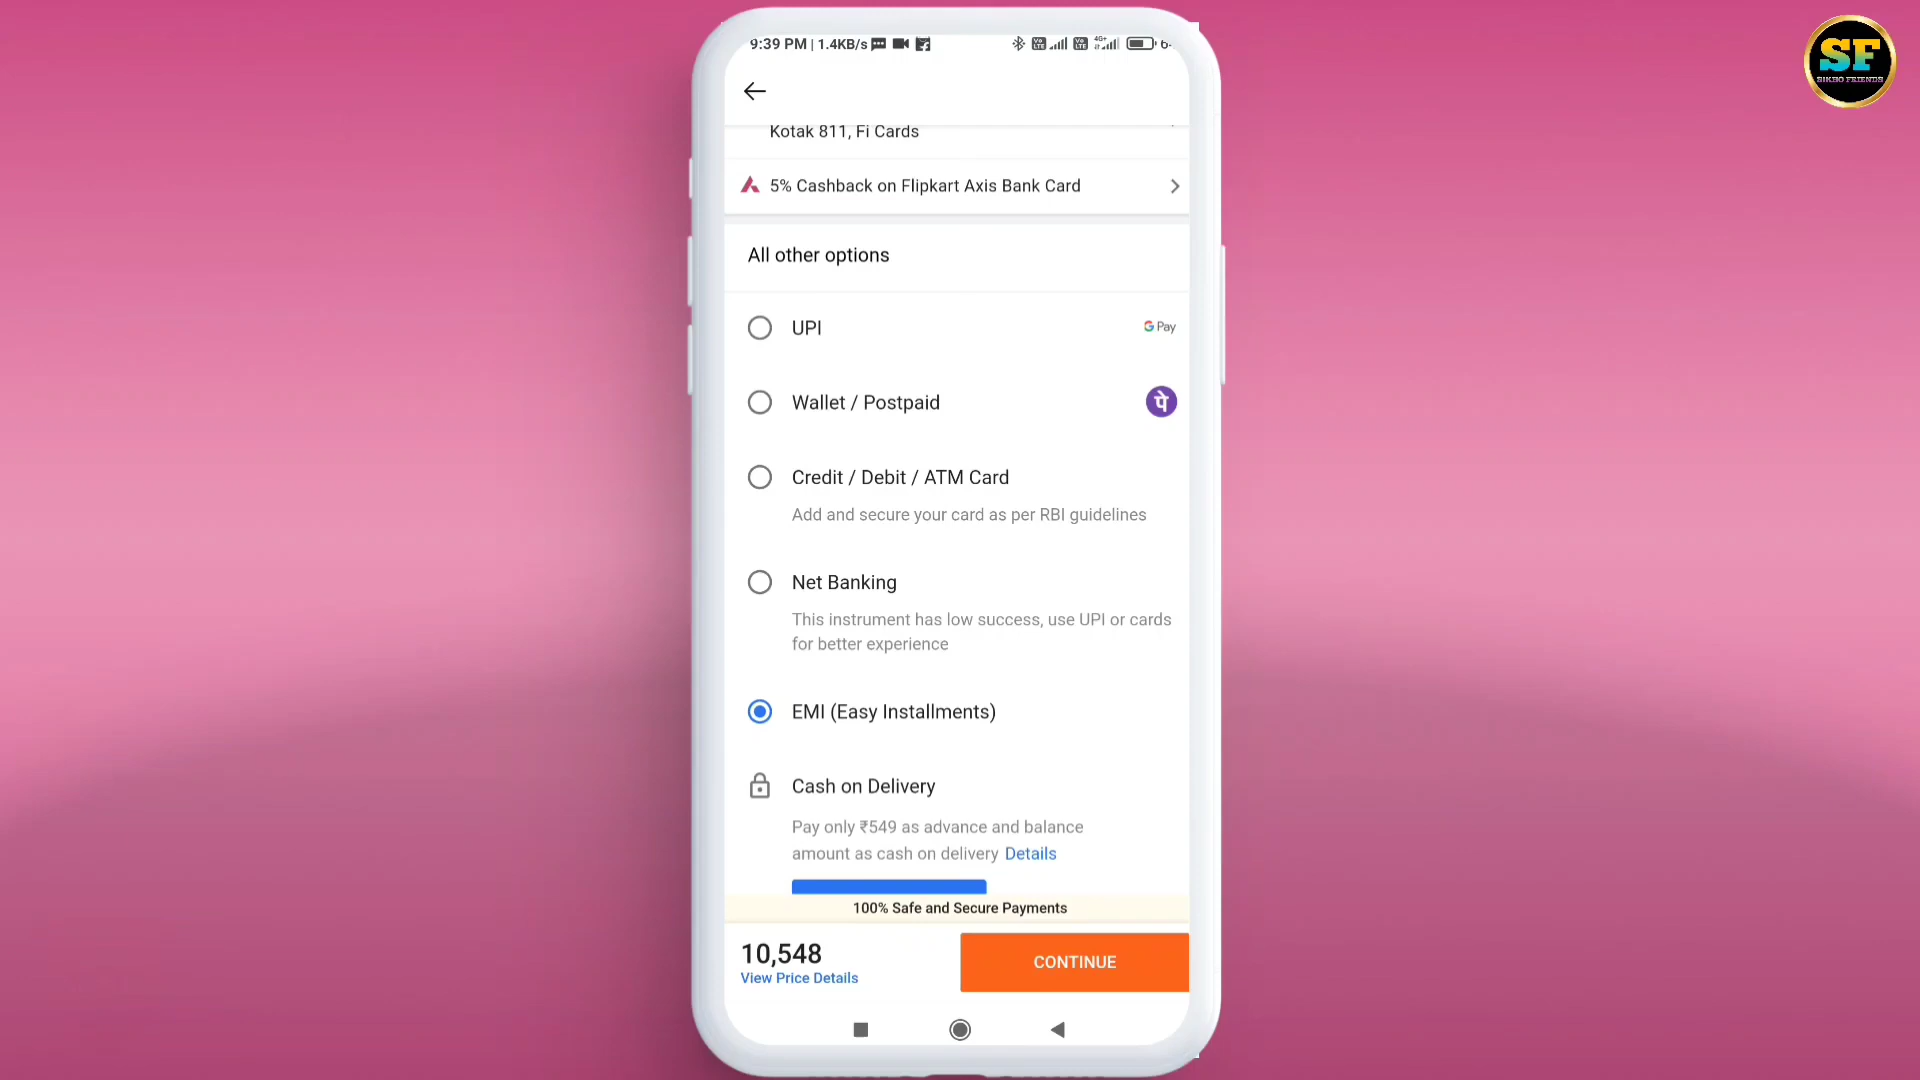 9:39 PM | 1.4KB/s
SF
SIKHO FRIENDS
Kotak 811, Fi Cards
5% Cashback on Flipkart Axis Bank Card
All other options
UPI
G Pay
Wallet / Postpaid
पे
Credit / Debit / ATM Card
Add and secure your card as per RBI guidelines
Net Banking
This instrument has low success, use UPI or cards
for better experience
EMI (Easy Installments)
Cash on Delivery
Pay only ₹549 as advance and balance
amount as cash on delivery Details
100% Safe and Secure Payments
10,548
CONTINUE
View Price Details